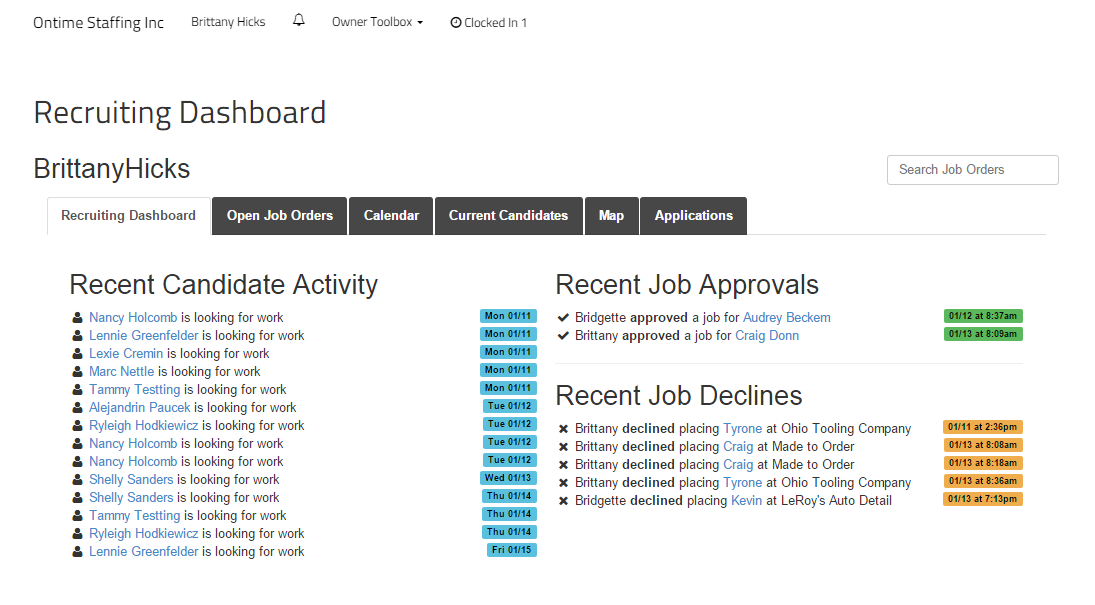 Ontime Staffing Inc Brittany Hicks Owner Toolbox Clocked In 1
Recruiting Dashboard
BrittanyHicks
Search Job Orders
Recruiting Dashboard Open Job Orders Calendar Current Candidates Map Applications
Recent Candidate Activity
Nancy Holcomb is looking for work Mon 01/11
Lennie Greenfelder is looking for work Mon 01/11
Lexie Cremin is looking for work Mon 01/11
Marc Nettle is looking for work Mon 01/11
Tammy Testting is looking for work Mon 01/11
Alejandrin Paucek is looking for work Tue 01/12
Ryleigh Hodkiewicz is looking for work Tue 01/12
Nancy Holcomb is looking for work Tue 01/12
Nancy Holcomb is looking for work Tue 01/12
Shelly Sanders is looking for work Wed 01/13
Shelly Sanders is looking for work Thu 01/14
Tammy Testting is looking for work Thu 01/14
Ryleigh Hodkiewicz is looking for work Thu 01/14
Lennie Greenfelder is looking for work Fri 01/15
Recent Job Approvals
Bridgette approved a job for Audrey Beckem 01/12 at 8:37am
Brittany approved a job for Craig Donn 01/13 at 8:09am
Recent Job Declines
Brittany declined placing Tyrone at Ohio Tooling Company 01/11 at 2:36pm
Brittany declined placing Craig at Made to Order 01/13 at 8:08am
Brittany declined placing Craig at Made to Order 01/13 at 8:18am
Brittany declined placing Tyrone at Ohio Tooling Company 01/13 at 8:36am
Bridgette declined placing Kevin at LeRoy's Auto Detail 01/13 at 7:13pm